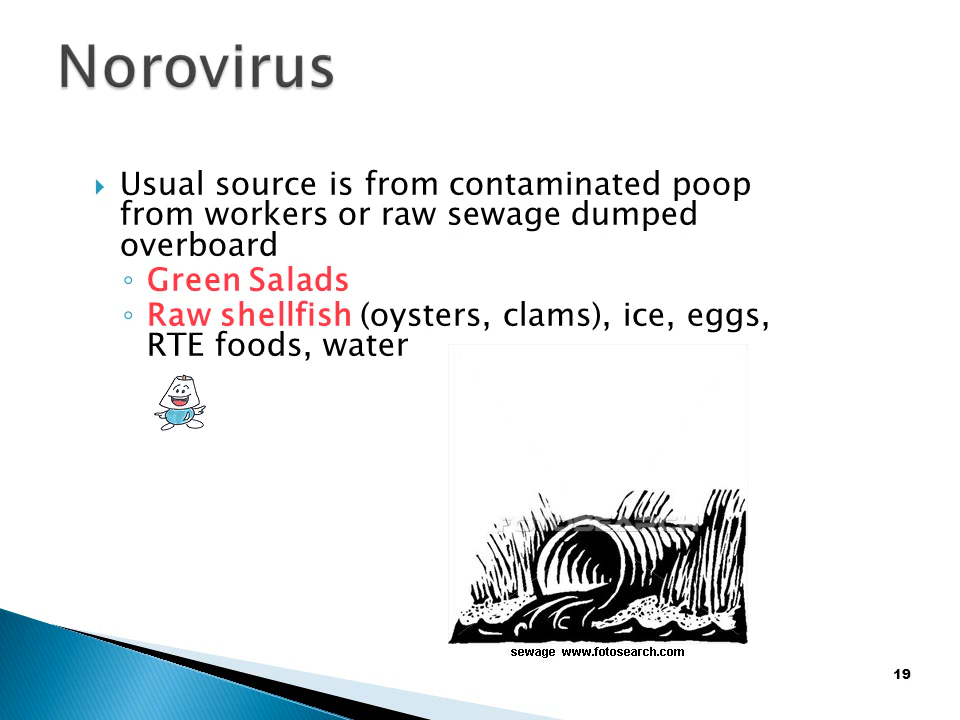 Norovirus
Usual source is from contaminated poop
from workers or raw sewage dumped
overboard
Green Salads
Raw shellfish (oysters, clams), ice, eggs,
RTE foods, water
FOTOSEARCH
sewage www.fotosearch.com
19